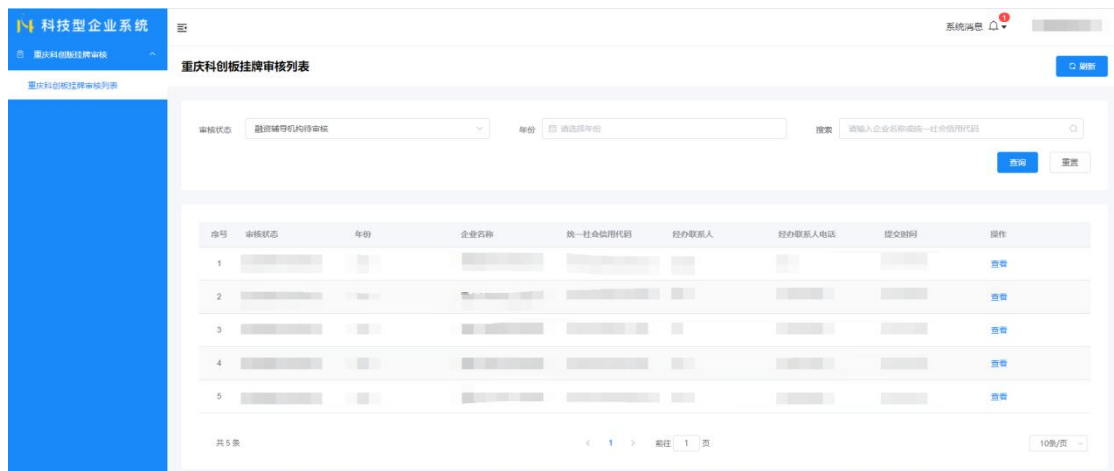 科技型企业系统
系统消息 1
重庆科创板挂牌审核
重庆科创板挂牌审核列表
重庆科创板挂牌审核列表
刷新
审核状态 融资辅导机构待审核 年份 请选择年份 搜索 请输入企业名称或统一社会信用代码
查询 重置
序号 审核状态 年份 企业名称 统一社会信用代码 经办联系人 经办联系人电话 提交时间 操作
1 查看
2 查看
3 查看
4 查看
5 查看
共 5 条 < 1 > 前往 1 页 10条/页